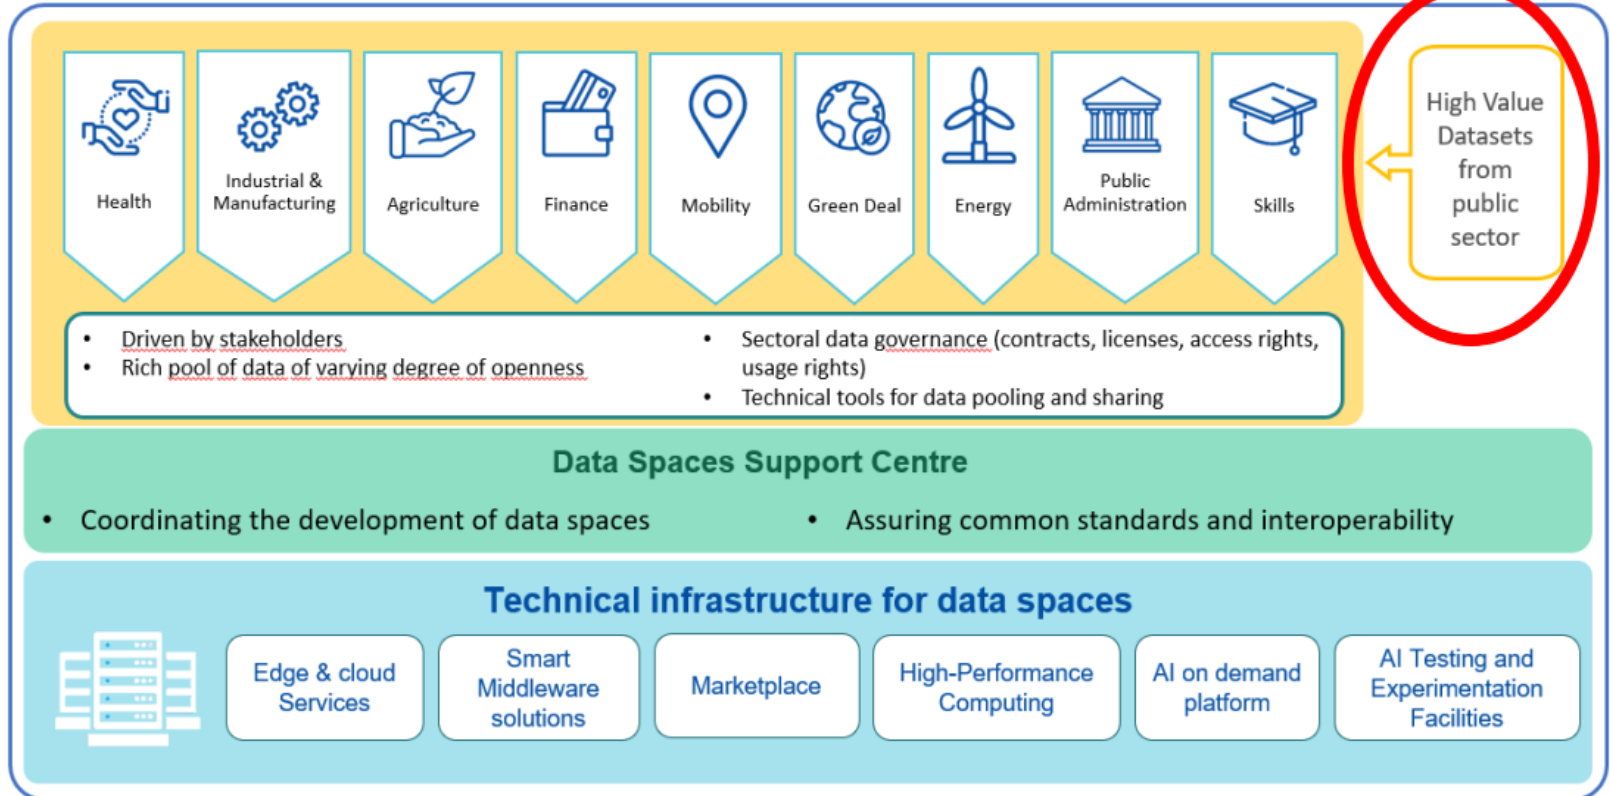 Health
Industrial &
Manufacturing
Agriculture
Finance
Mobility
Green Deal
Energy
Public
Administration
Skills
High Value
Datasets
from
public
sector
• Driven by stakeholders
• Rich pool of data of varying degree of openness
• Sectoral data governance (contracts, licenses, access rights,
usage rights)
• Technical tools for data pooling and sharing
Data Spaces Support Centre
• Coordinating the development of data spaces
• Assuring common standards and interoperability
Technical infrastructure for data spaces
Edge & cloud
Services
Smart
Middleware
solutions
Marketplace
High-Performance
Computing
AI on demand
platform
AI Testing and
Experimentation
Facilities